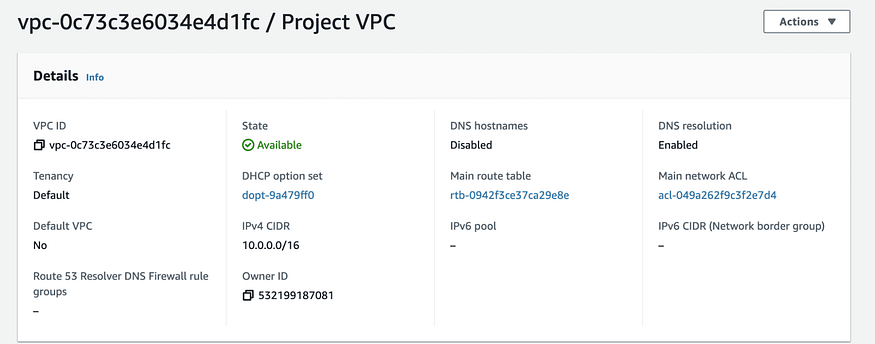 vpc-0c73c3e6034e4d1fc / Project VPC
Actions
Details Info
VPC ID
vpc-0c73c3e6034e4d1fc
State
Available
DNS hostnames
Disabled
DNS resolution
Enabled
Tenancy
Default
DHCP option set
dopt-9a479ff0
Main route table
rtb-0942f3ce37ca29e8e
Main network ACL
acl-049a262f9c3f2e7d4
Default VPC
No
IPv4 CIDR
10.0.0.0/16
IPv6 pool
–
IPv6 CIDR (Network border group)
–
Route 53 Resolver DNS Firewall rule
groups
–
Owner ID
532199187081